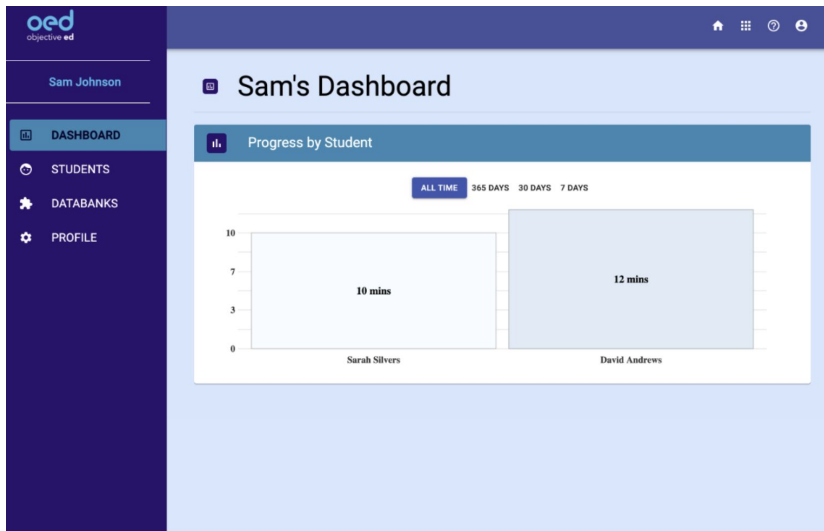 oed
objective ed
Sam Johnson
DASHBOARD
STUDENTS
DATABANKS
PROFILE
Sam's Dashboard
Progress by Student
ALL TIME 365 DAYS 30 DAYS 7 DAYS
10
7
3
0
10 mins
12 mins
Sarah Silvers
David Andrews